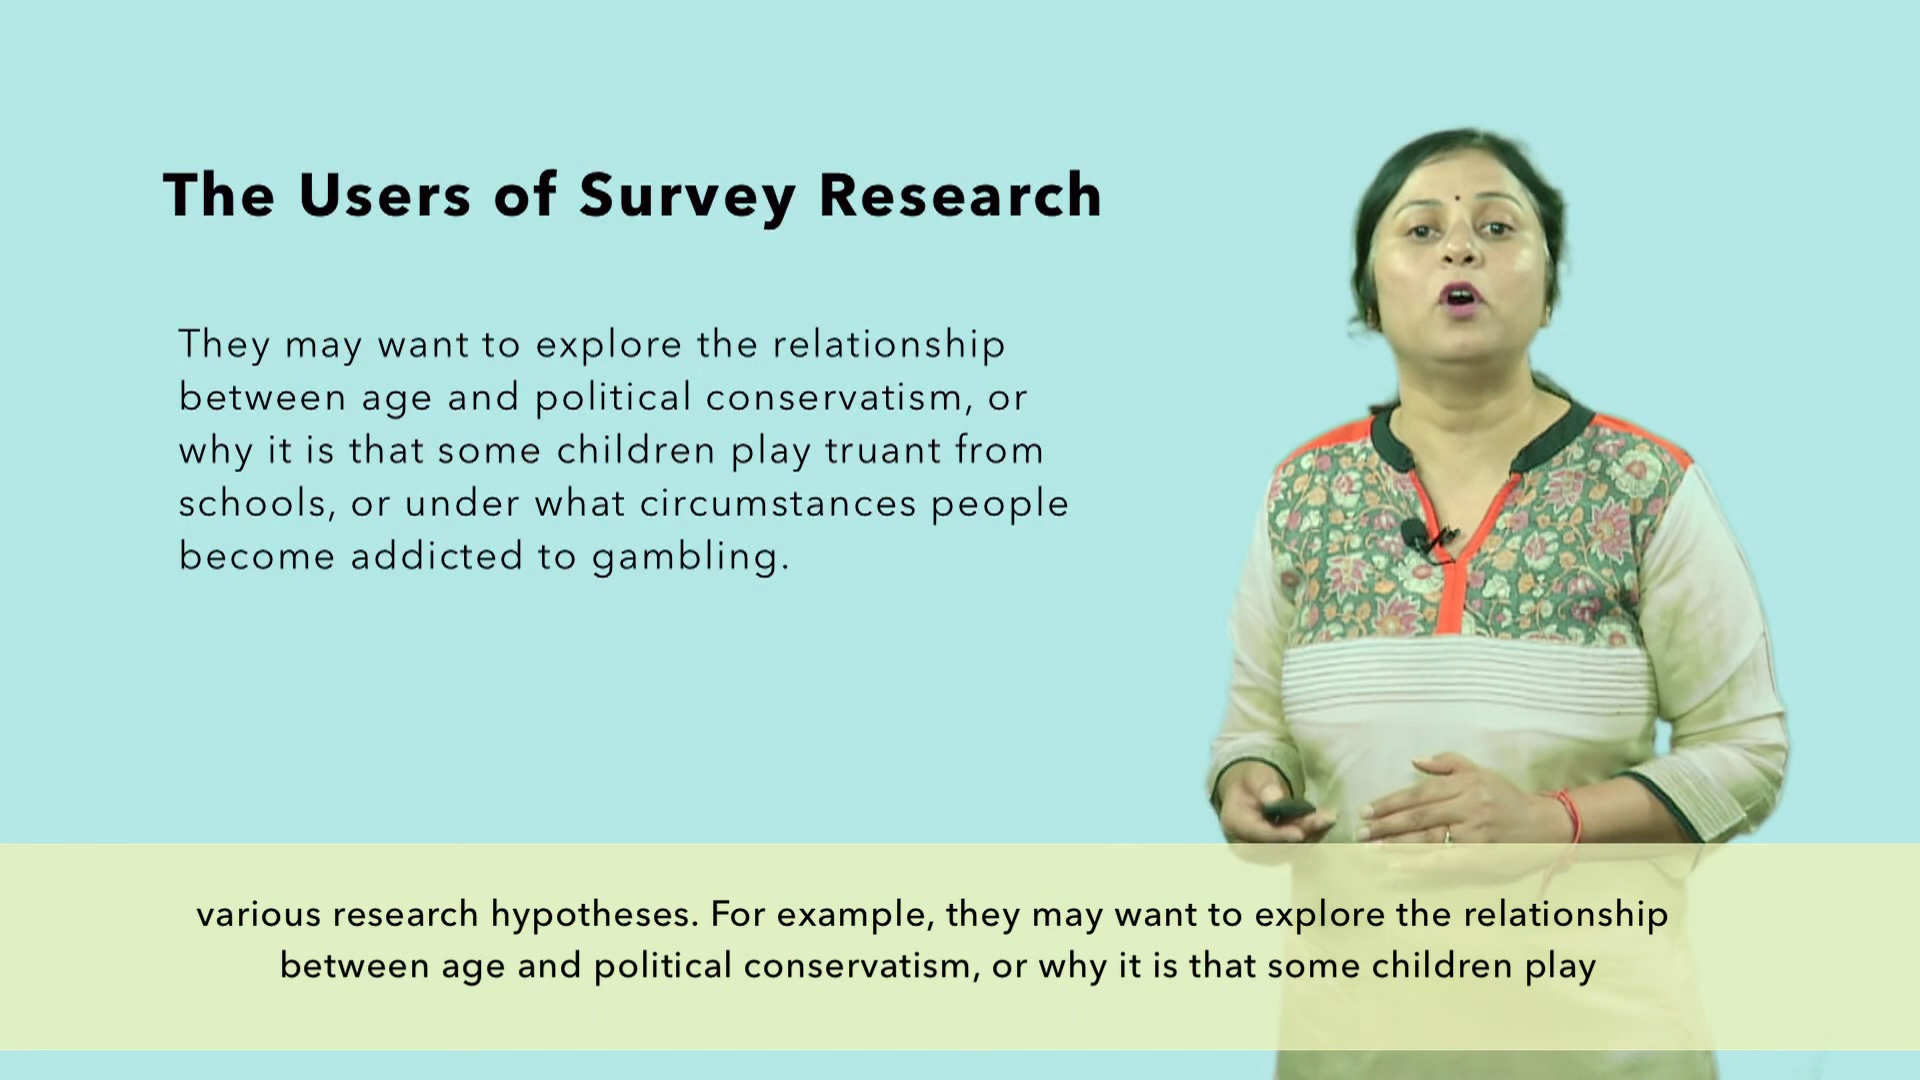 The Users of Survey Research
They may want to explore the relationship
between age and political conservatism, or
why it is that some children play truant from
schools, or under what circumstances people
become addicted to gambling.
various research hypotheses. For example, they may want to explore the relationship
between age and political conservatism, or why it is that some children play